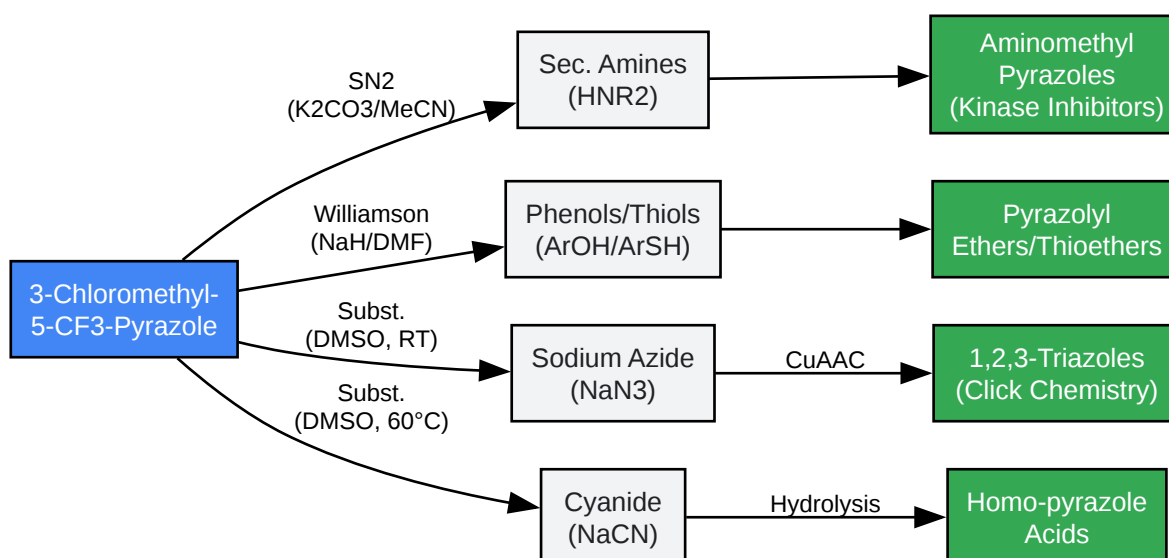 SN2
(K2CO3/MeCN)
Sec. Amines
(HNR2)
Aminomethyl
Pyrazoles
(Kinase Inhibitors)
Williamson
(NaH/DMF)
Phenols/Thiols
(ArOH/ArSH)
Pyrazolyl
Ethers/Thioethers
3-Chloromethyl-
5-CF3-Pyrazole
Subst.
(DMSO, RT)
Sodium Azide
(NaN3)
CuAAC
1,2,3-Triazoles
(Click Chemistry)
Subst.
(DMSO, 60°C)
Cyanide
(NaCN)
Hydrolysis
Homo-pyrazole
Acids